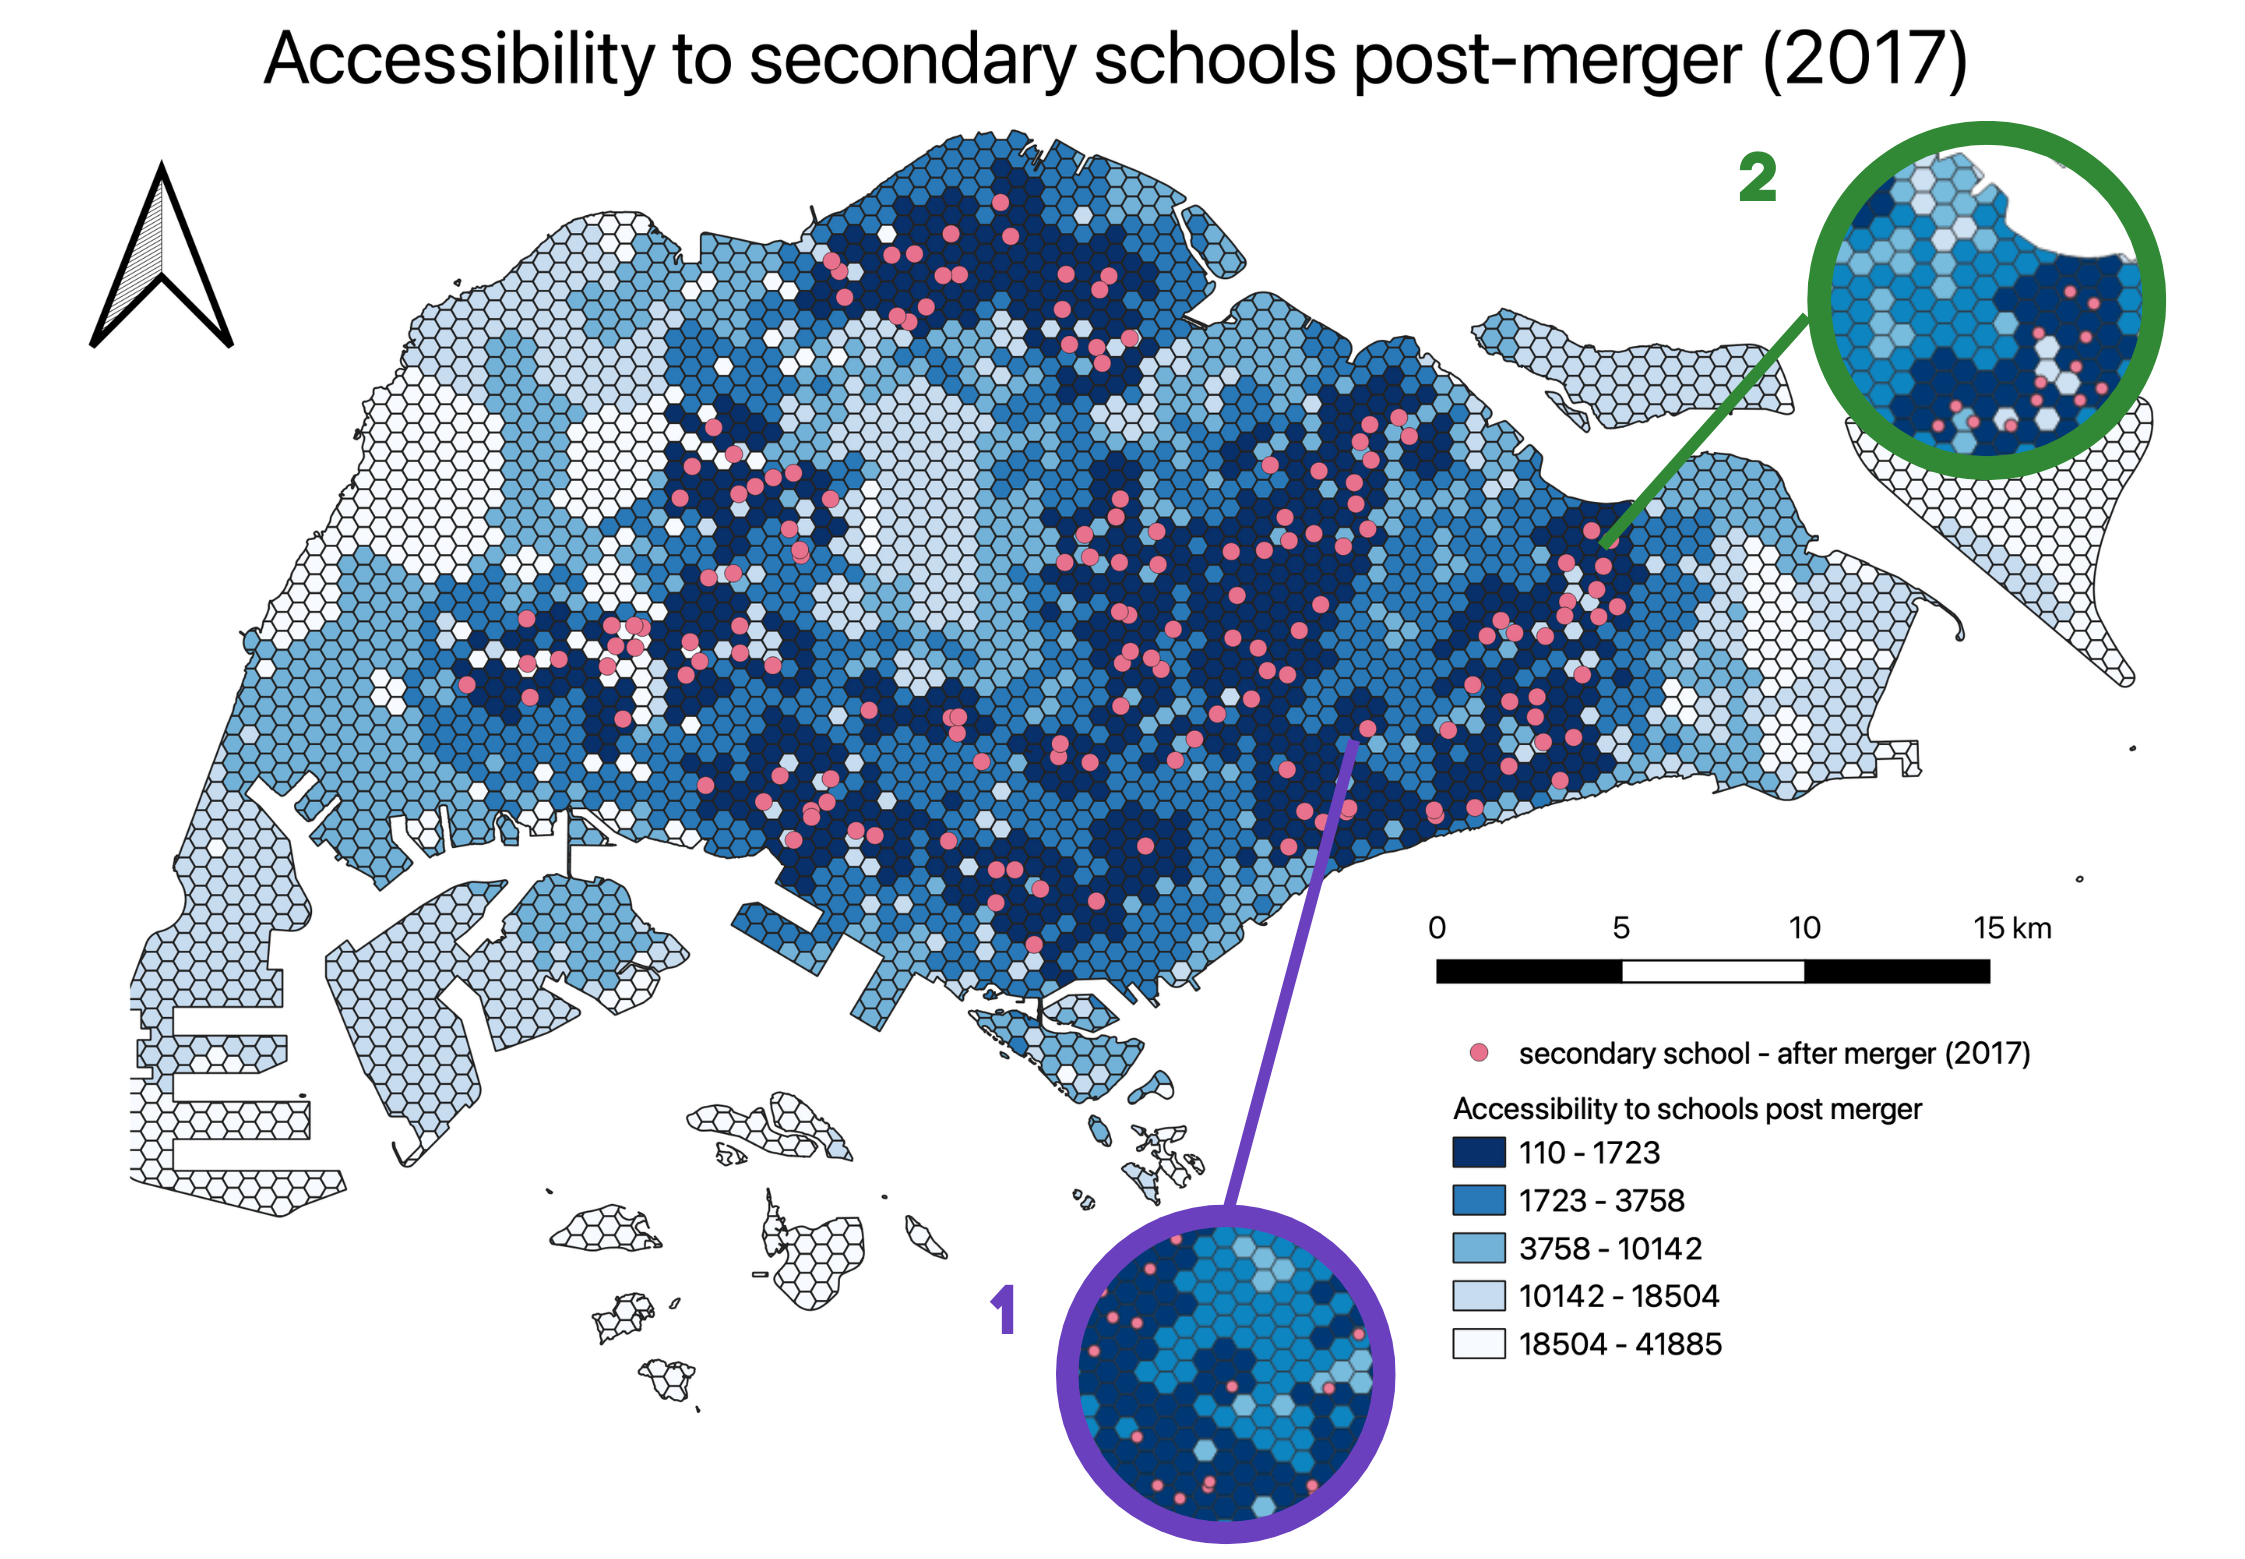 Accessibility to secondary schools post-merger (2017)
2
0 5 10 15 km
secondary school - after merger (2017)
Accessibility to schools post merger
110 - 1723
1723 - 3758
3758 - 10142
10142 - 18504
18504 - 41885
1